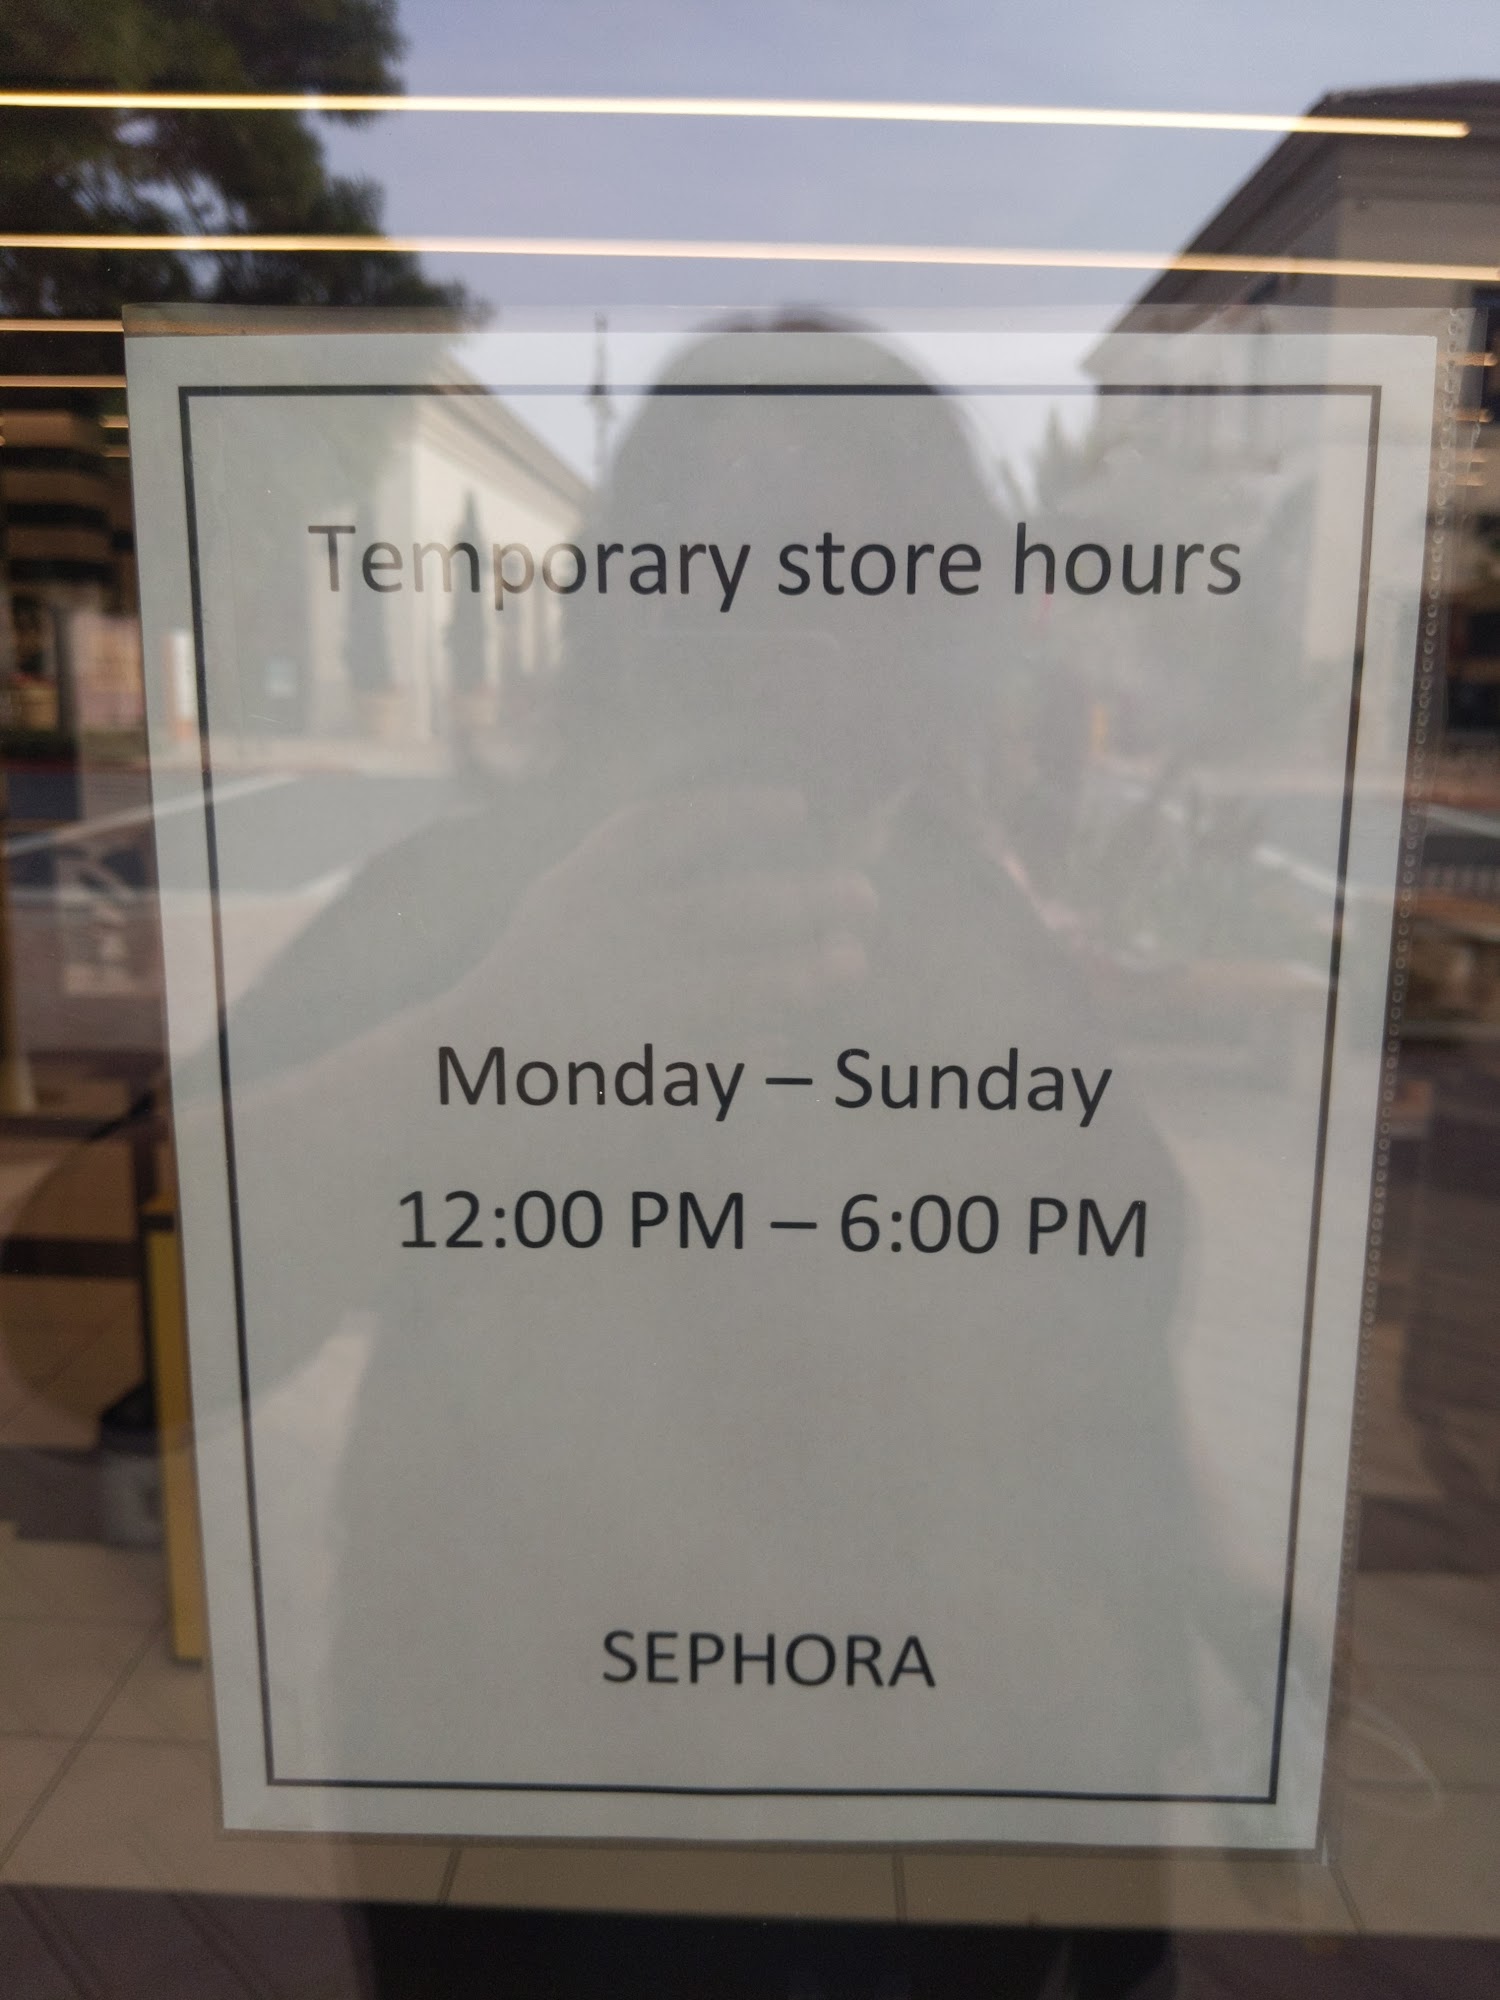 Temporary store hours
Monday – Sunday
12:00 PM – 6:00 PM
SEPHORA